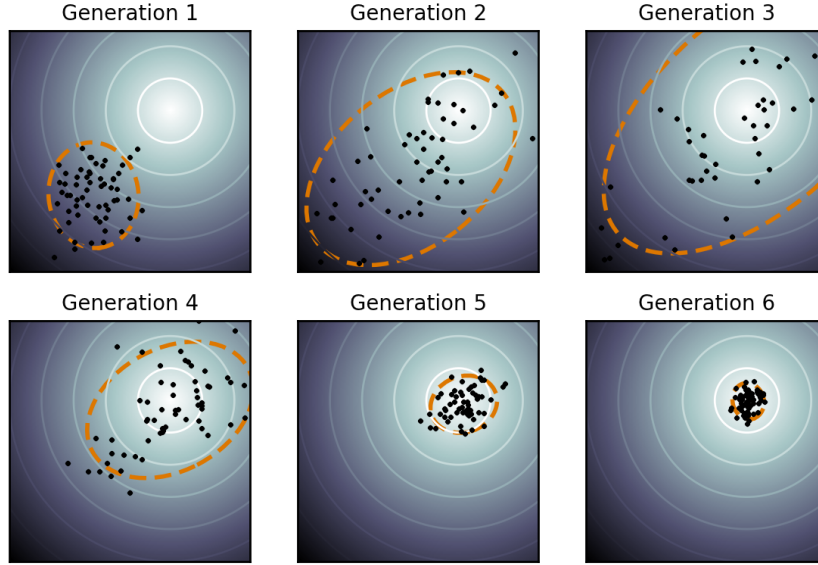 Generation 1
Generation 2
Generation 3
Generation 4
Generation 5
Generation 6